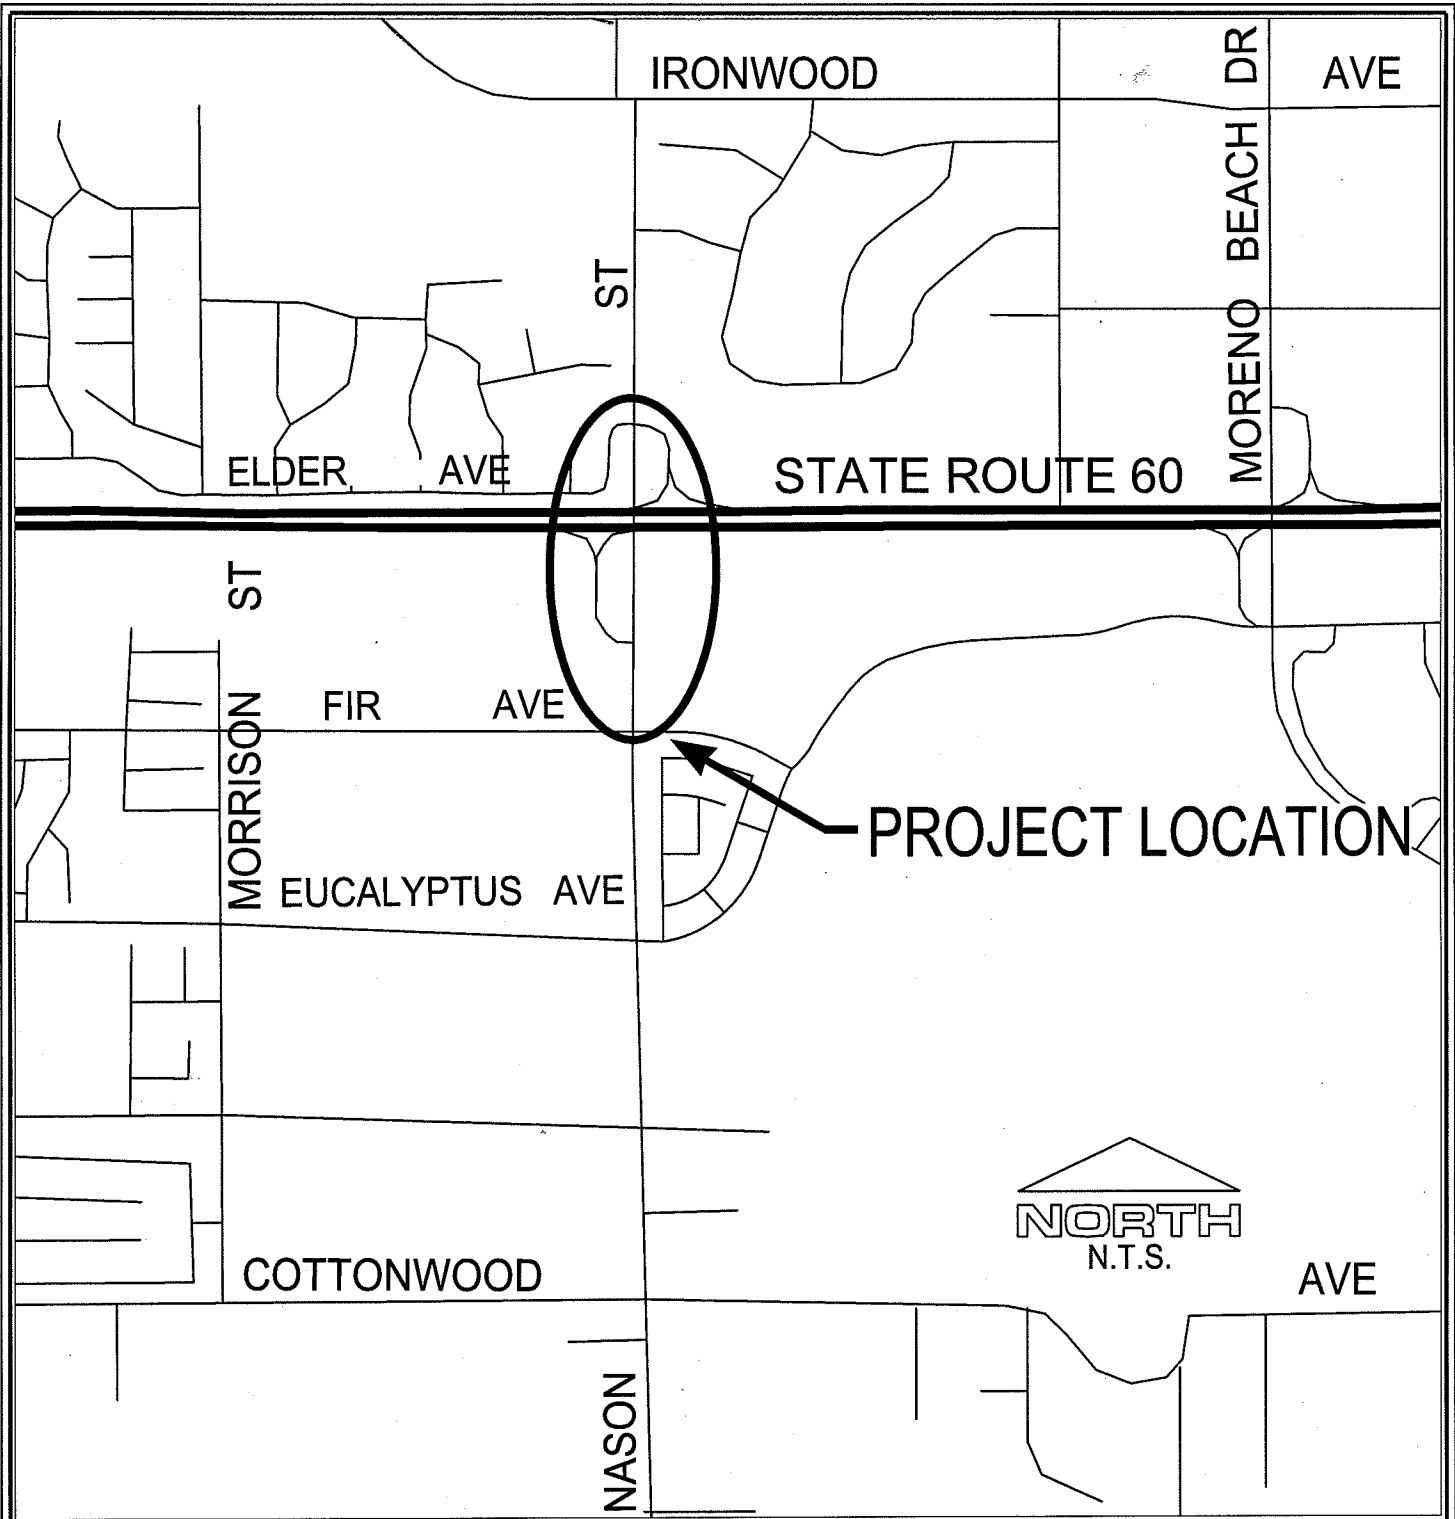 IRONWOOD AVE
MORENO BEACH DR
ST
ELDER AVE
STATE ROUTE 60
ST
MORRISON
FIR AVE
PROJECT LOCATION
EUCALYPTUS AVE
NORTH
N.T.S.
COTTONWOOD AVE
NASON